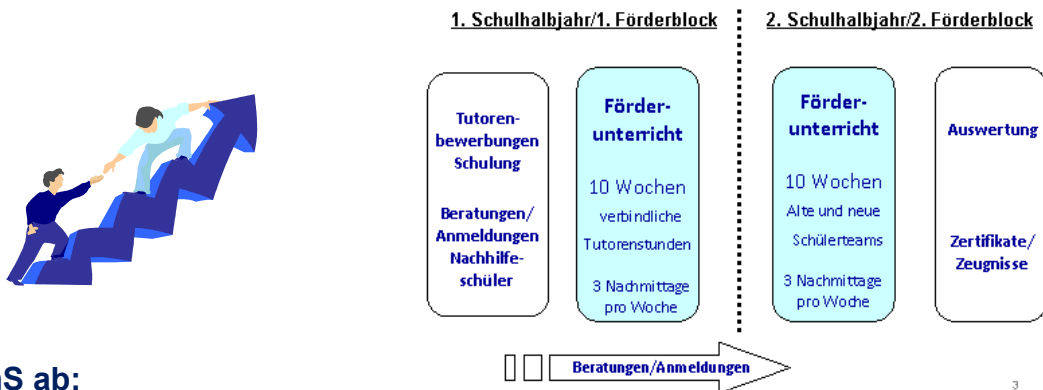 1. Schulhalbjahr/1. Förderblock
2. Schulhalbjahr/2. Förderblock
Tutoren-
bewerbungen
Schulung
Beratungen/
Anmeldungen
Nachhilfe-
schüler
Förder-
unterricht
10 Wochen
verbindliche
Tutorenstunden
3 Nachmittage
pro Woche
Förder-
unterricht
10 Wochen
Alte und neue
Schülerteams
3 Nachmittage
pro Woche
Auswertung
Zertifikate/
Zeugnisse
Beratungen/Anmeldungen
ab:
3